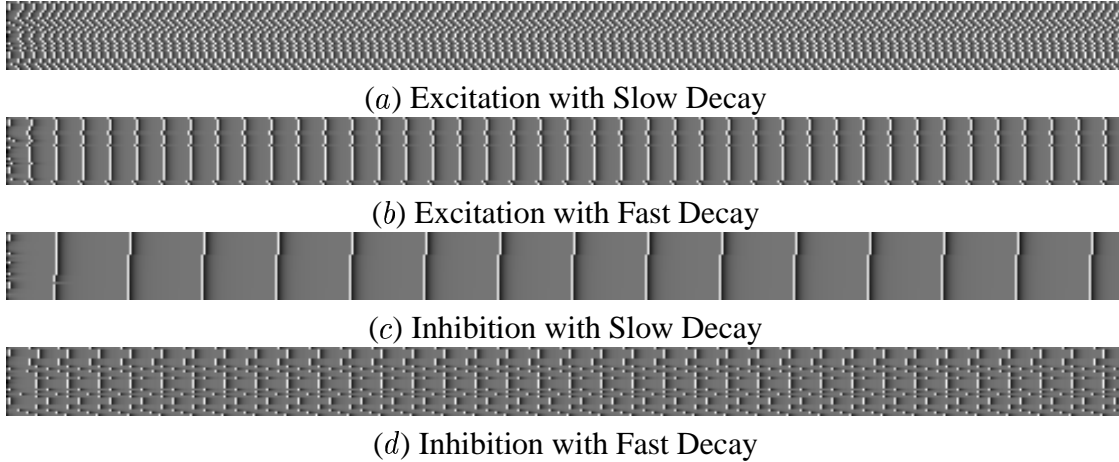 (a) Excitation with Slow Decay
(b) Excitation with Fast Decay
(c) Inhibition with Slow Decay
(d) Inhibition with Fast Decay